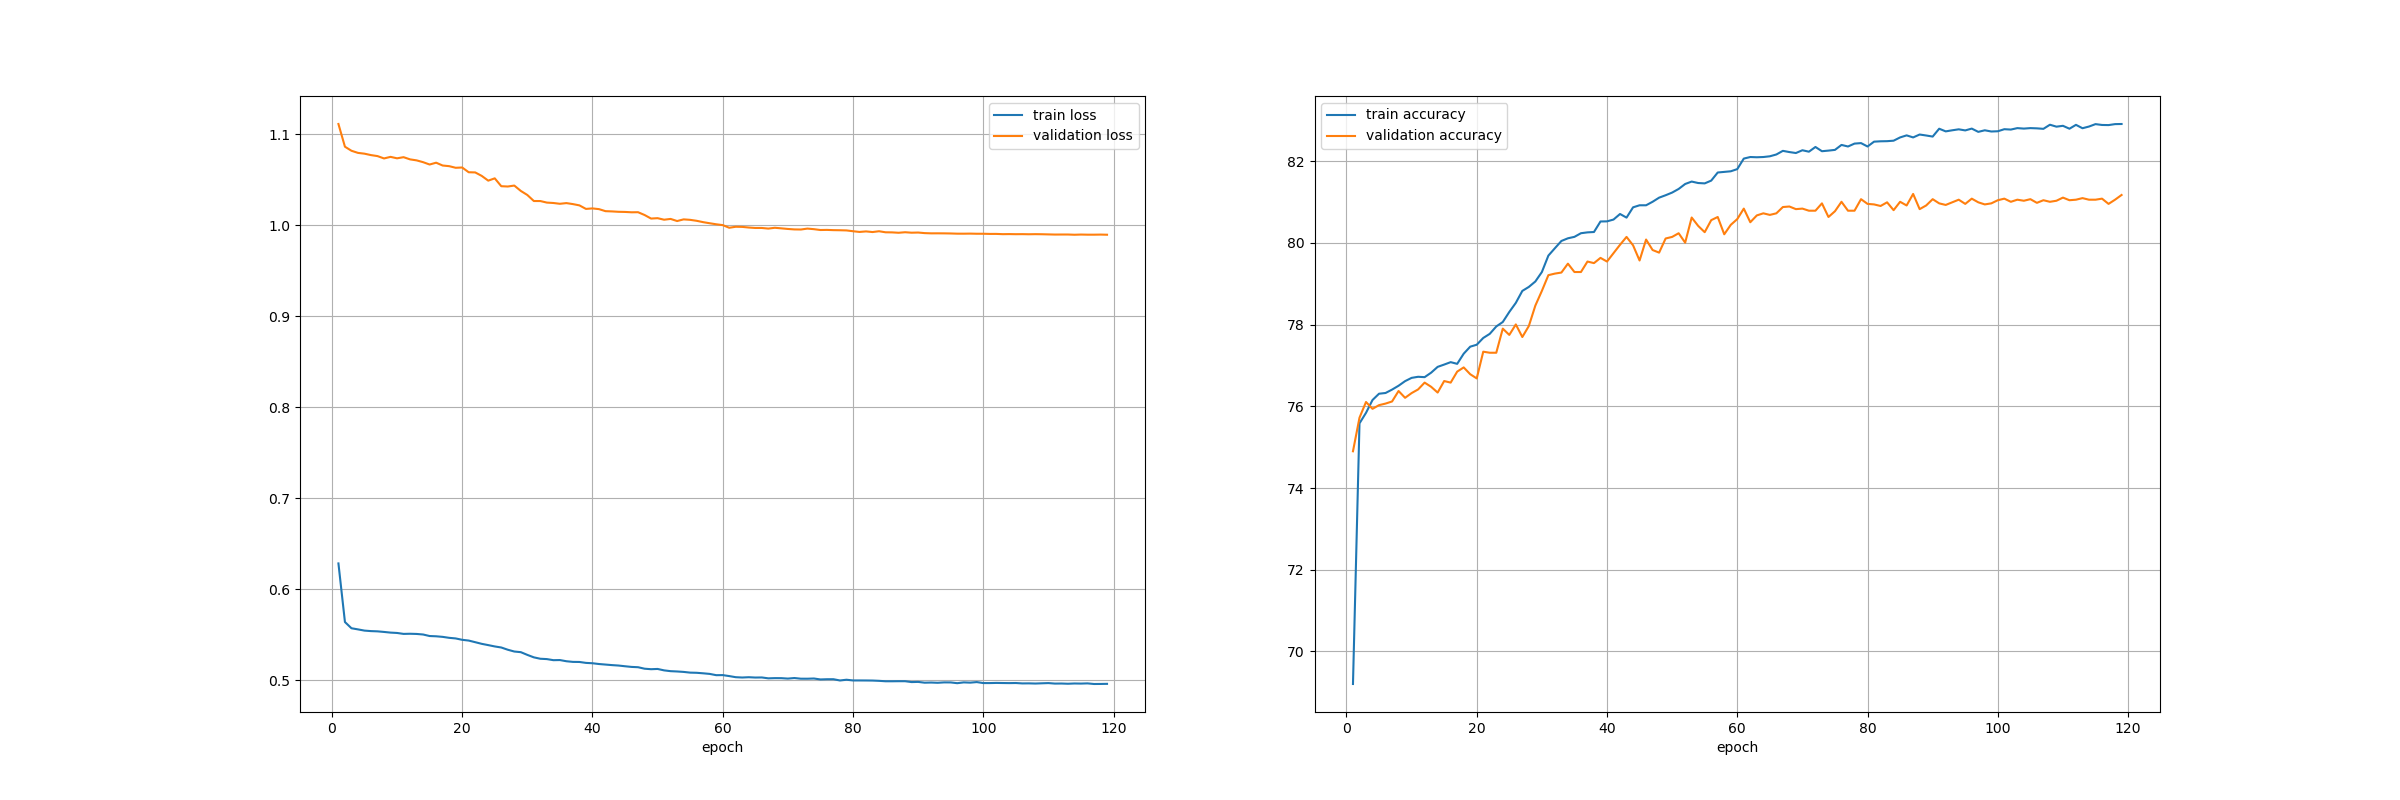 train loss
validation loss
1.1
1.0
0.9
0.8
0.7
0.6
0.5
0 20 40 60 80 100 120
epoch
train accuracy
validation accuracy
82
80
78
76
74
72
70
0 20 40 60 80 100 120
epoch